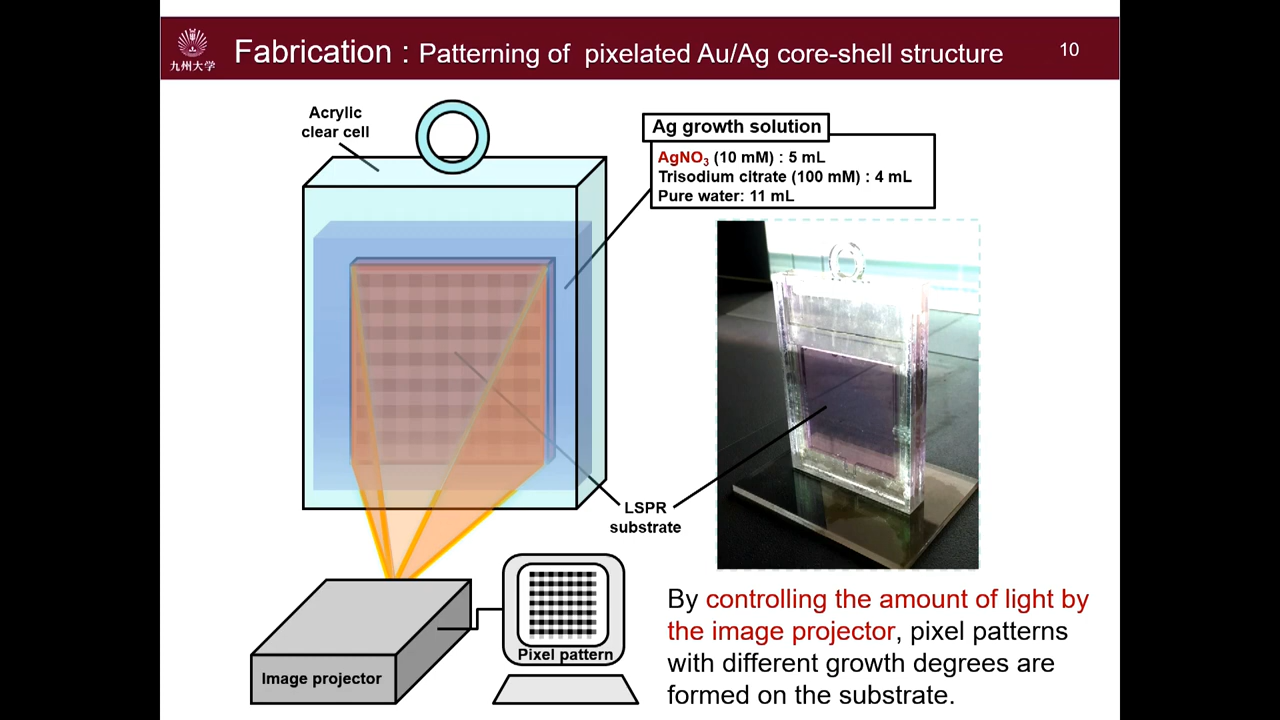 九州大学
Fabrication : Patterning of pixelated Au/Ag core-shell structure
10
Acrylic
clear cell
Ag growth solution
AgNO₃ (10 mM) : 5 mL
Trisodium citrate (100 mM) : 4 mL
Pure water: 11 mL
LSPR
substrate
Pixel pattern
Image projector
By controlling the amount of light by
the image projector, pixel patterns
with different growth degrees are
formed on the substrate.